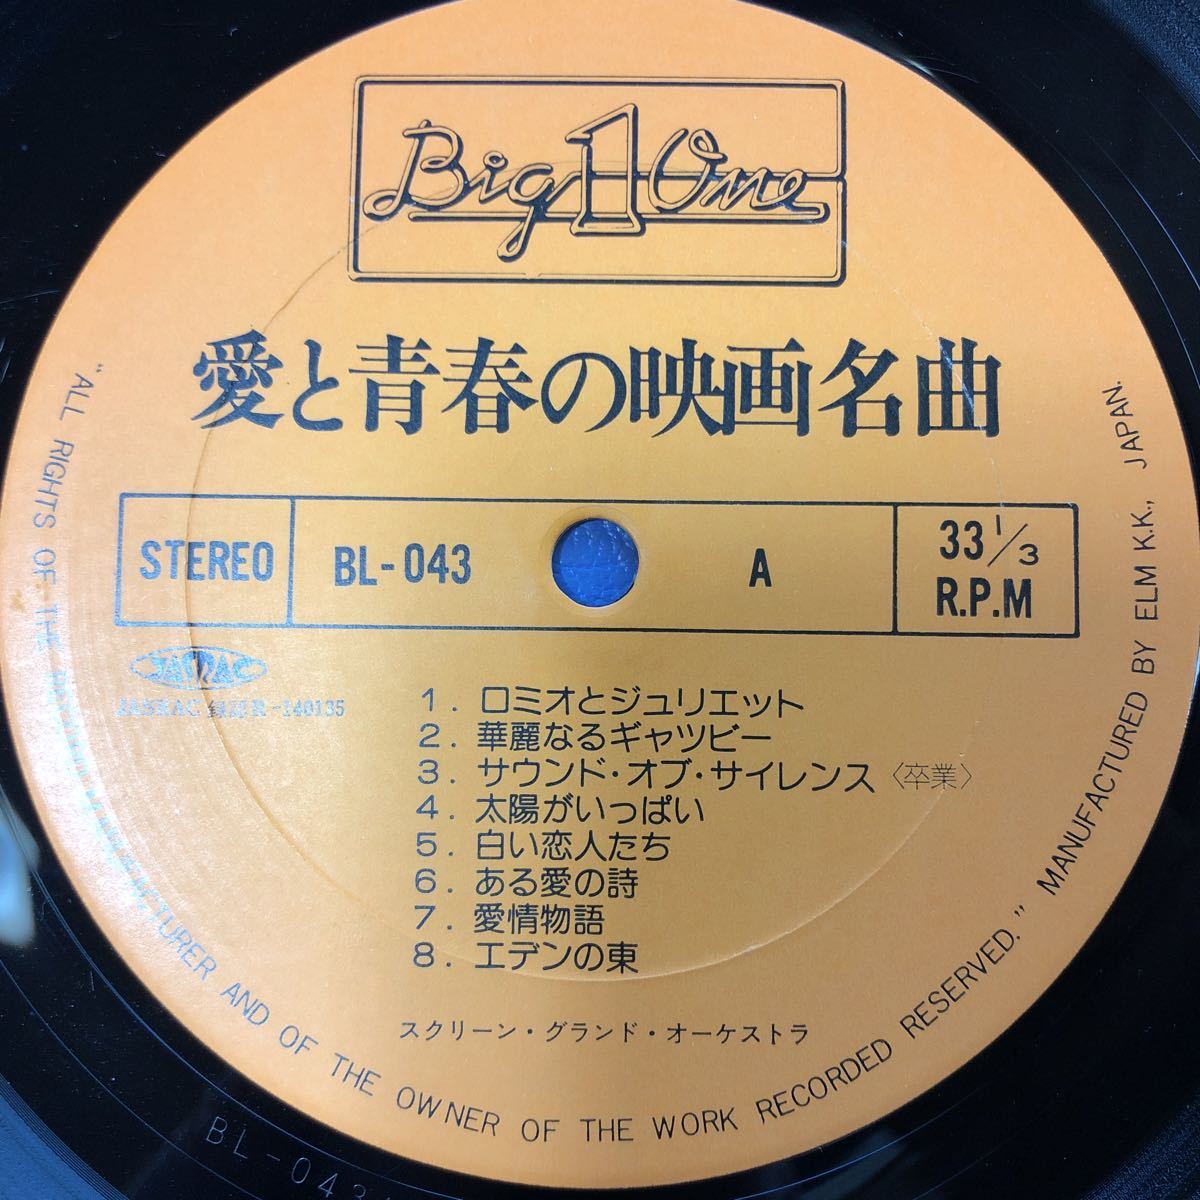 Big 1 One
愛と青春の映画名曲
STEREO
BL-043
A
33 1/3
R.P.M
JASRAC
JASRAC 録諾R-140135
1. ロミオとジュリエット
2. 華麗なるギャツビー
3. サウンド・オブ・サイレンス〈卒業〉
4. 太陽がいっぱい
5. 白い恋人たち
6. ある愛の詩
7. 愛情物語
8. エデンの東
スクリーン・グランド・オーケストラ
"ALL RIGHTS OF THE MANUFACTURER AND OF THE OWNER OF THE WORK RECORDED RESERVED." MANUFACTURED BY ELM K.K., JAPAN.
BL-043